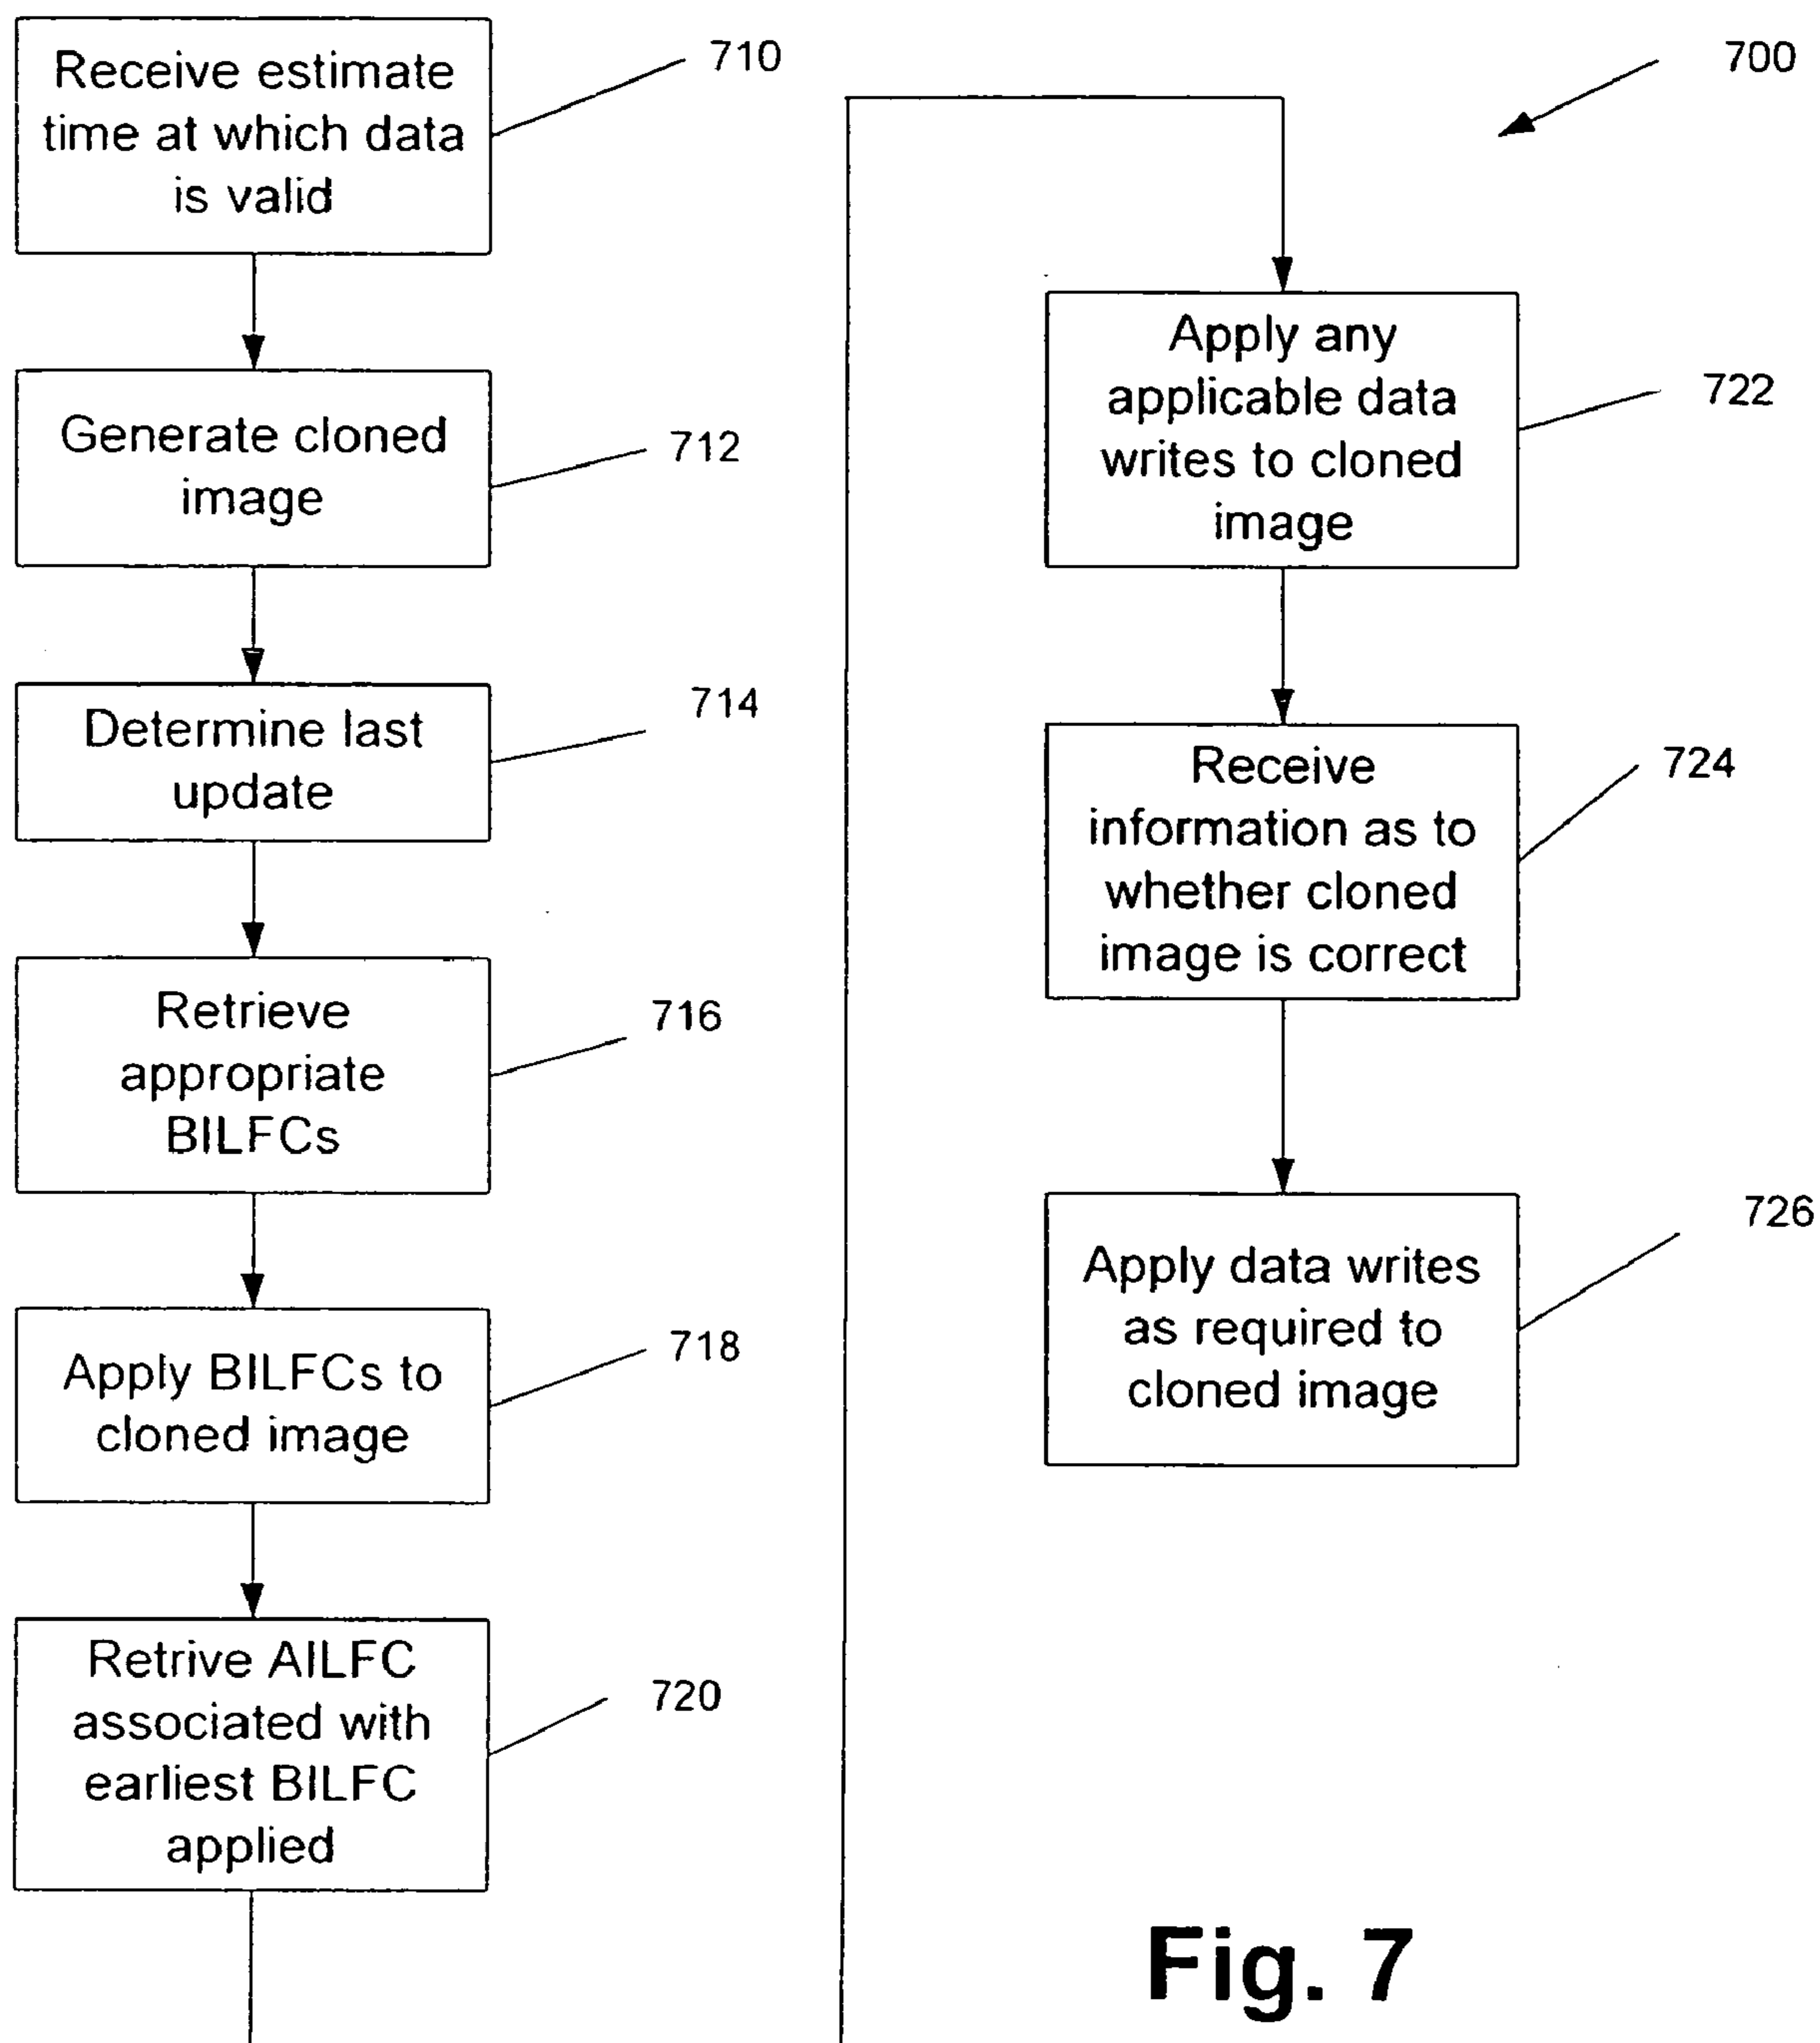 Receive estimate
time at which data
is valid
710
Generate cloned
image
712
Determine last
update
714
Retrieve
appropriate
BILFCs
716
Apply BILFCs to
cloned image
718
Retrive AILFC
associated with
earliest BILFC
applied
720
700
Apply any
applicable data
writes to cloned
image
722
Receive
information as to
whether cloned
image is correct
724
Apply data writes
as required to
cloned image
726
Fig. 7